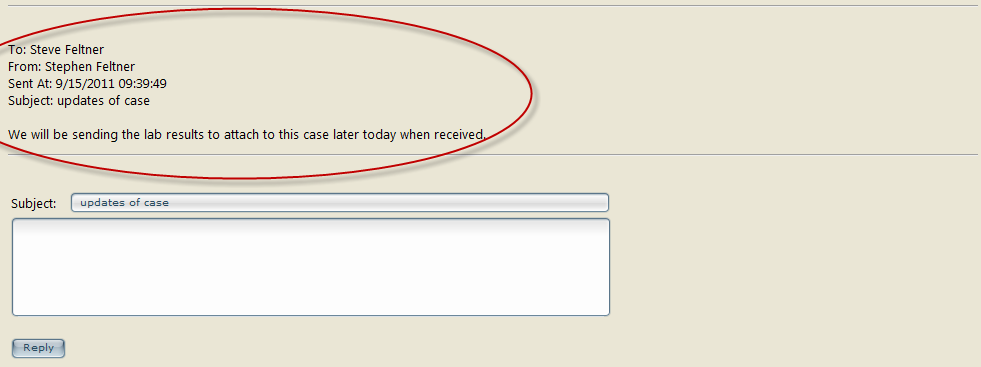 To: Steve Feltner
From: Stephen Feltner
Sent At: 9/15/2011 09:39:49
Subject: updates of case
We will be sending the lab results to attach to this case later today when received.
Subject: updates of case
Reply